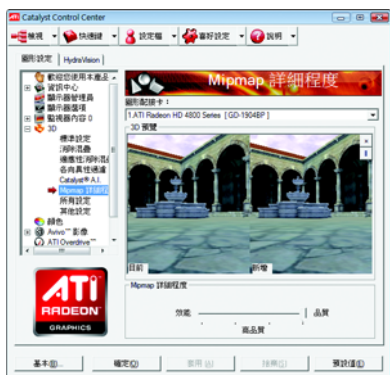 Catalyst Control Center
檢視 快速鍵 設定檔 喜好設定 說明
圖形設定 HydraVision
Mipmap 詳細程度
歡迎您使用本產品
資訊中心
顯示器管理員
顯示器選項
監視器內容 0
3D
標準設定
消除混疊
適應性消除混疊
各向異性過濾
Catalyst® A.I.
Mipmap 詳細程
所有設定
其他設定
顏色
Avivo™ 影像
ATI Overdrive™
圖形配接卡：
1.ATI Radeon HD 4800 Series [GD-1904BP ]
3D 預覽
目前 新增
Mipmap 詳細程度
效能 品質
高品質
ATI
RADEON
GRAPHICS
基本(B)... 確定(O) 套用(A) 捨棄(S) 預設值(D)